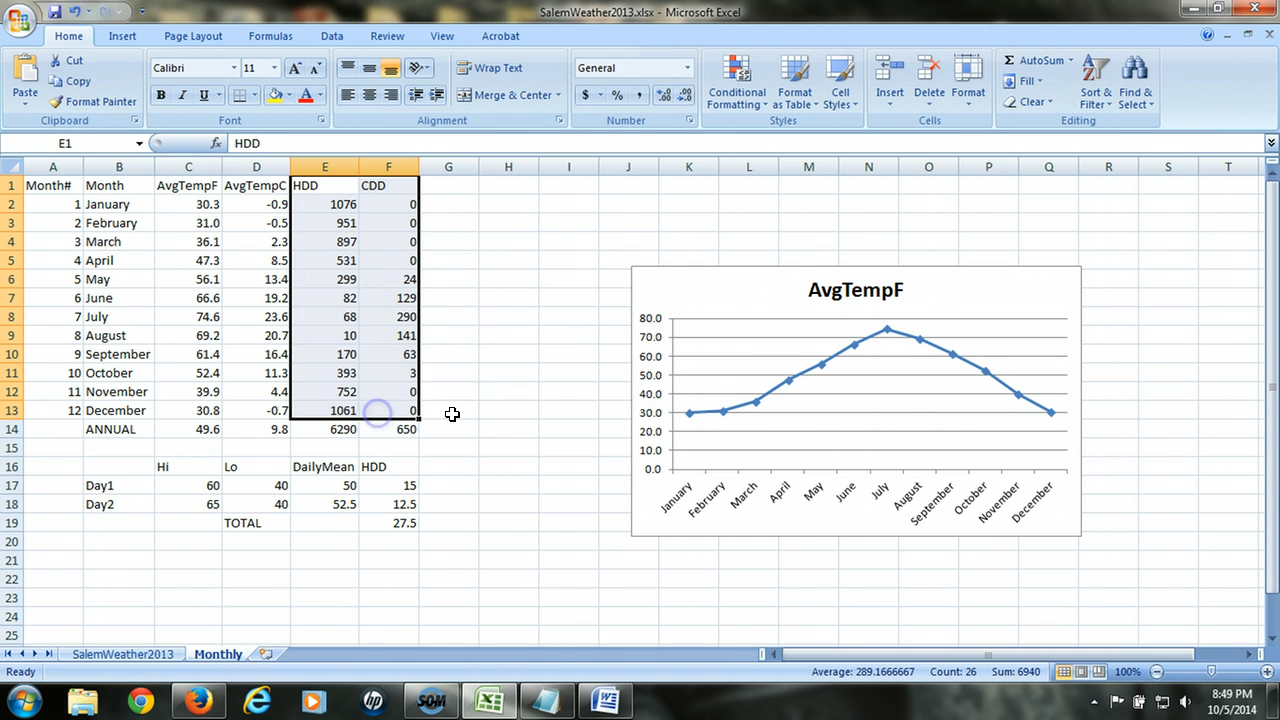 SalemWeather2013.xlsx - Microsoft Excel
Home Insert Page Layout Formulas Data Review View Acrobat
Paste Cut Copy Format Painter Clipboard
Calibri 11 A A B I U A Font
Wrap Text Merge & Center Alignment
General $ % , .0 .00 .00 .0 Number
Conditional Formatting Format as Table Cell Styles Styles
Insert Delete Format Cells
Σ AutoSum Fill Clear Sort & Filter Find & Select Editing
E1 fx HDD
A B C D E F G H I J K L M N O P Q R S T
1 Month# Month AvgTempF AvgTempC HDD CDD
2 1 January 30.3 -0.9 1076 0
3 2 February 31.0 -0.5 951 0
4 3 March 36.1 2.3 897 0
5 4 April 47.3 8.5 531 0
6 5 May 56.1 13.4 299 24
7 6 June 66.6 19.2 82 129
8 7 July 74.6 23.6 68 290
9 8 August 69.2 20.7 10 141
10 9 September 61.4 16.4 170 63
11 10 October 52.4 11.3 393 3
12 11 November 39.9 4.4 752 0
13 12 December 30.8 -0.7 1061 0
14 ANNUAL 49.6 9.8 6290 650
15
16 Hi Lo DailyMean HDD
17 Day1 60 40 50 15
18 Day2 65 40 52.5 12.5
19 TOTAL 27.5
20
21
22
23
24
25
AvgTempF
80.0
70.0
60.0
50.0
40.0
30.0
20.0
10.0
0.0
January February March April May June July August September October November December
SalemWeather2013 Monthly
Ready Average: 289.1666667 Count: 26 Sum: 6940 100%
hp SOM W 8:49 PM
10/5/2014